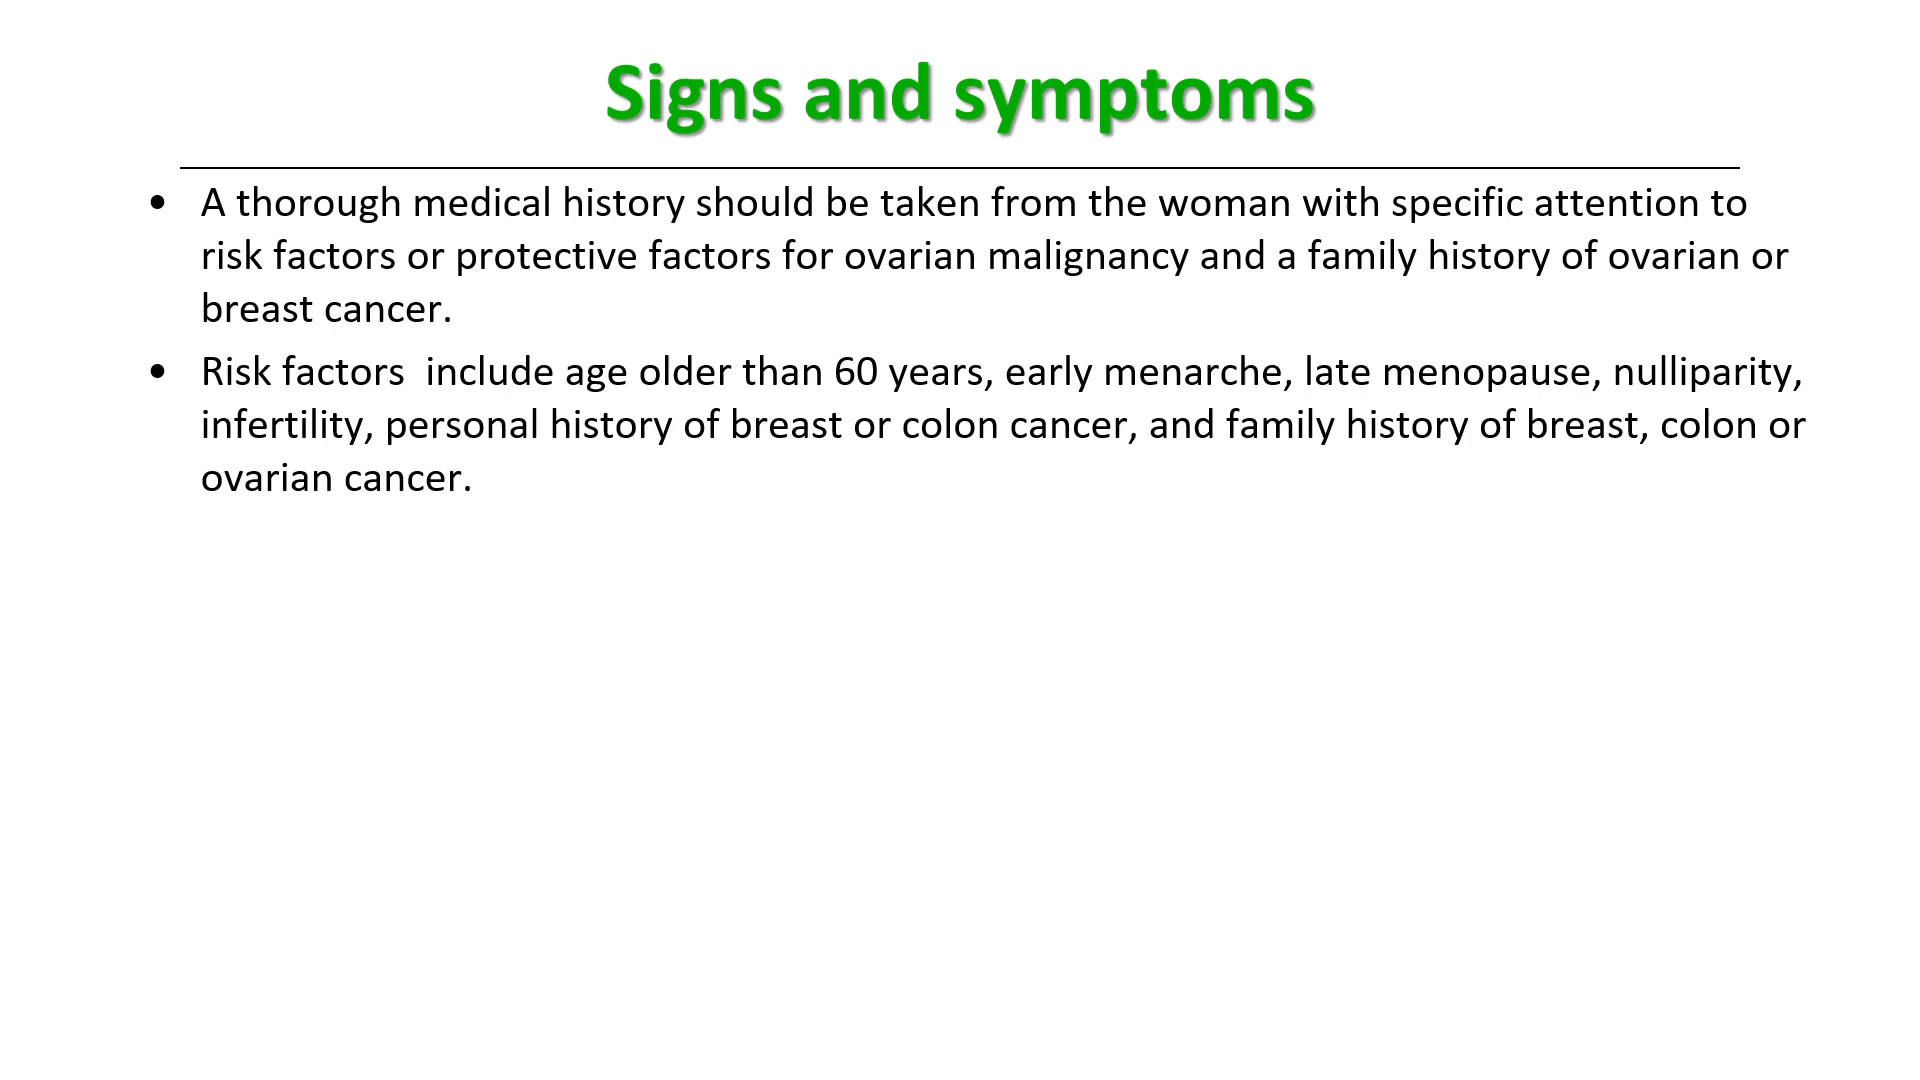 Signs and symptoms
• A thorough medical history should be taken from the woman with specific attention to
risk factors or protective factors for ovarian malignancy and a family history of ovarian or
breast cancer.
• Risk factors  include age older than 60 years, early menarche, late menopause, nulliparity,
infertility, personal history of breast or colon cancer, and family history of breast, colon or
ovarian cancer.